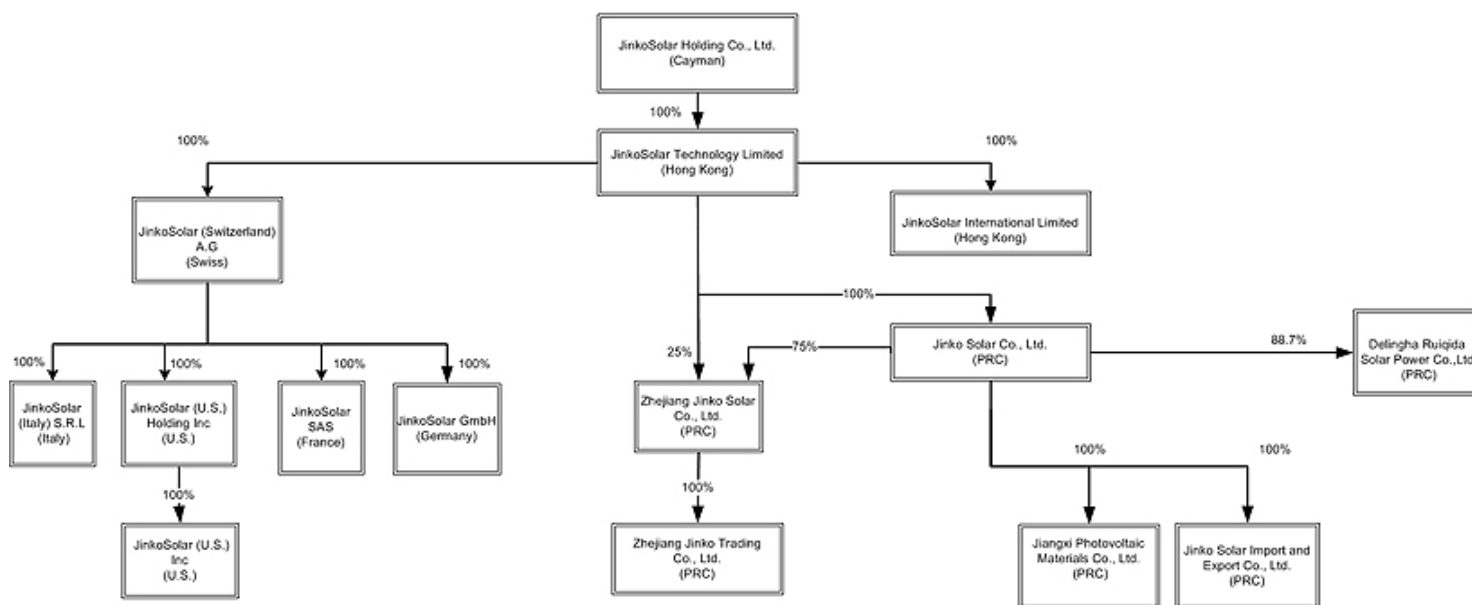 JinkoSolar Holding Co., Ltd.
(Cayman)
100%
100%
JinkoSolar Technology Limited
(Hong Kong)
100%
JinkoSolar (Switzerland)
A.G
(Swiss)
JinkoSolar International Limited
(Hong Kong)
100%
25%
75%
Jinko Solar Co., Ltd.
(PRC)
88.7%
Delingha Ruiqida
Solar Power Co.,Ltd
(PRC)
100%
100%
100%
100%
JinkoSolar
(Italy) S.R.L
(Italy)
JinkoSolar (U.S.)
Holding Inc
(U.S.)
JinkoSolar
SAS
(France)
JinkoSolar GmbH
(Germany)
Zhejiang Jinko Solar
Co., Ltd.
(PRC)
100%
100%
100%
100%
JinkoSolar (U.S.)
Inc
(U.S.)
Zhejiang Jinko Trading
Co., Ltd.
(PRC)
Jiangxi Photovoltaic
Materials Co., Ltd.
(PRC)
Jinko Solar Import and
Export Co., Ltd.
(PRC)